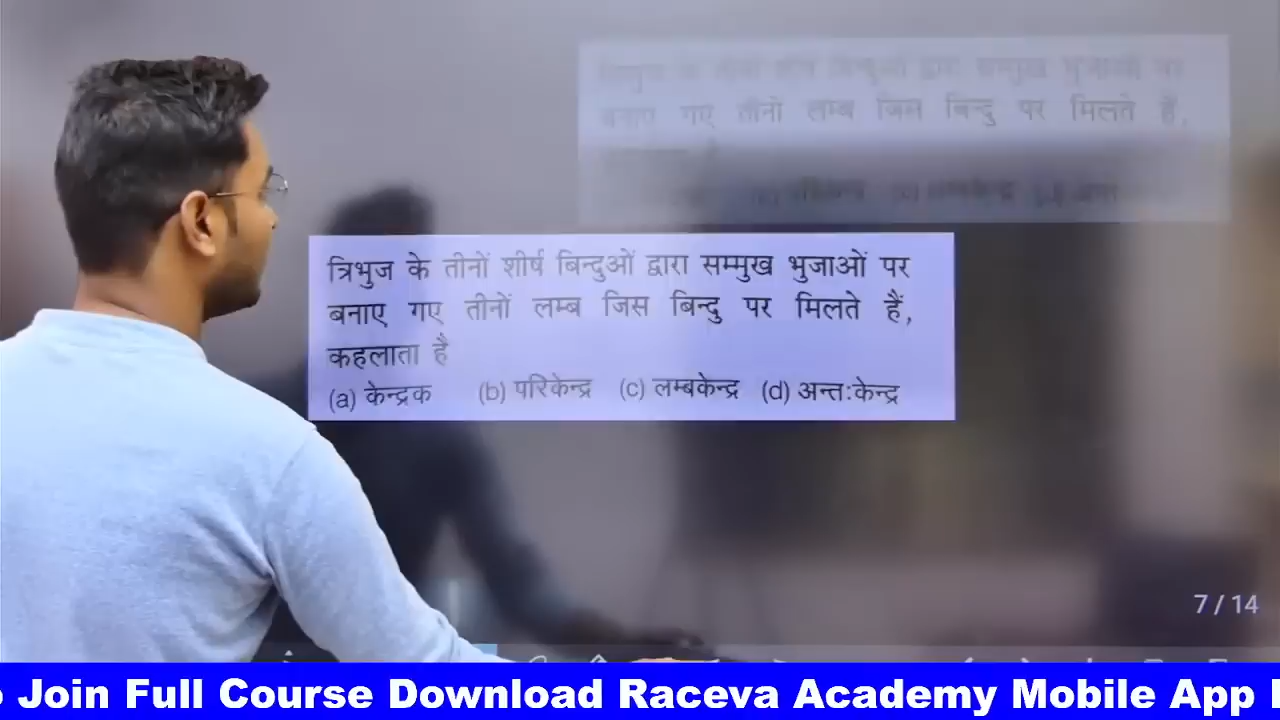 त्रिभुज के तीनों शीर्ष बिन्दुओं द्वारा सम्मुख भुजाओं पर
बनाए गए तीनों लम्ब जिस बिन्दु पर मिलते हैं,
कहलाता है
(a) केन्द्रक (b) परिकेन्द्र (c) लम्बकेन्द्र (d) अन्तःकेन्द्र
7 / 14
Join Full Course Download Raceva Academy Mobile App